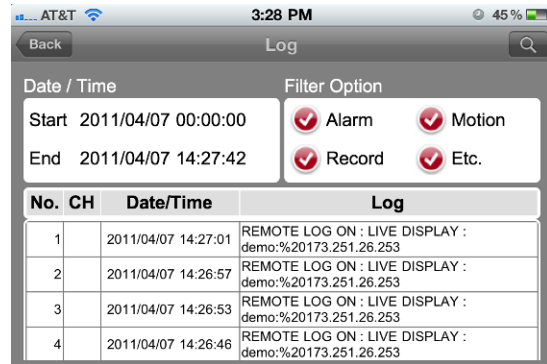 AT&T 3:28 PM 45 %
Back Log
Date / Time Filter Option
Start 2011/04/07 00:00:00 Alarm Motion
End 2011/04/07 14:27:42 Record Etc.
No. CH Date/Time Log
1 2011/04/07 14:27:01 REMOTE LOG ON : LIVE DISPLAY :
demo:%20173.251.26.253
2 2011/04/07 14:26:57 REMOTE LOG ON : LIVE DISPLAY :
demo:%20173.251.26.253
3 2011/04/07 14:26:53 REMOTE LOG ON : LIVE DISPLAY :
demo:%20173.251.26.253
4 2011/04/07 14:26:46 REMOTE LOG ON : LIVE DISPLAY :
demo:%20173.251.26.253